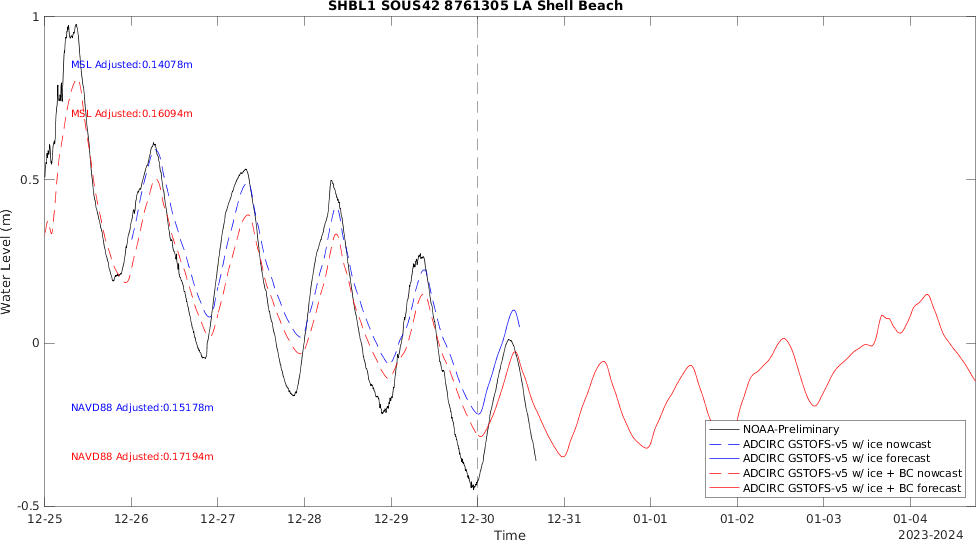 SHBL1 SOUS42 8761305 LA Shell Beach
1
MSL Adjusted:0.14078m
MSL Adjusted:0.16094m
0.5
Water Level (m)
0
NAVD88 Adjusted:0.15178m
NAVD88 Adjusted:0.17194m
NOAA-Preliminary
ADCIRC GSTOFS-v5 w/ ice nowcast
ADCIRC GSTOFS-v5 w/ ice forecast
ADCIRC GSTOFS-v5 w/ ice + BC nowcast
ADCIRC GSTOFS-v5 w/ ice + BC forecast
-0.5
12-25 12-26 12-27 12-28 12-29 12-30 12-31 01-01 01-02 01-03 01-04
Time
2023-2024